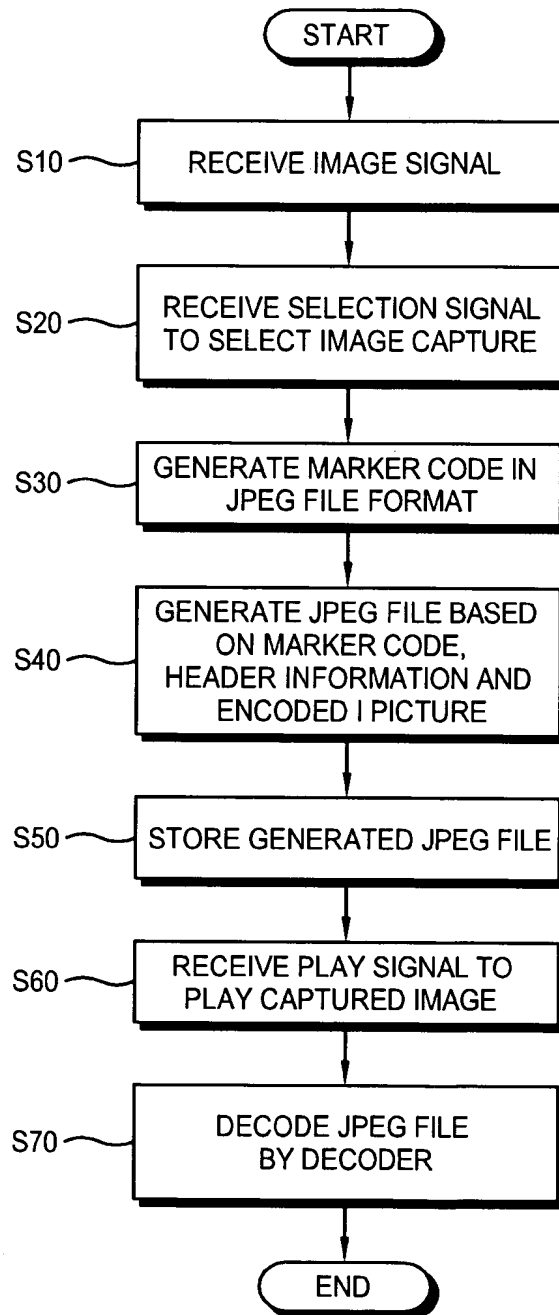 START
S10
RECEIVE IMAGE SIGNAL
S20
RECEIVE SELECTION SIGNAL
TO SELECT IMAGE CAPTURE
S30
GENERATE MARKER CODE IN
JPEG FILE FORMAT
S40
GENERATE JPEG FILE BASED
ON MARKER CODE,
HEADER INFORMATION AND
ENCODED I PICTURE
S50
STORE GENERATED JPEG FILE
S60
RECEIVE PLAY SIGNAL TO
PLAY CAPTURED IMAGE
S70
DECODE JPEG FILE
BY DECODER
END